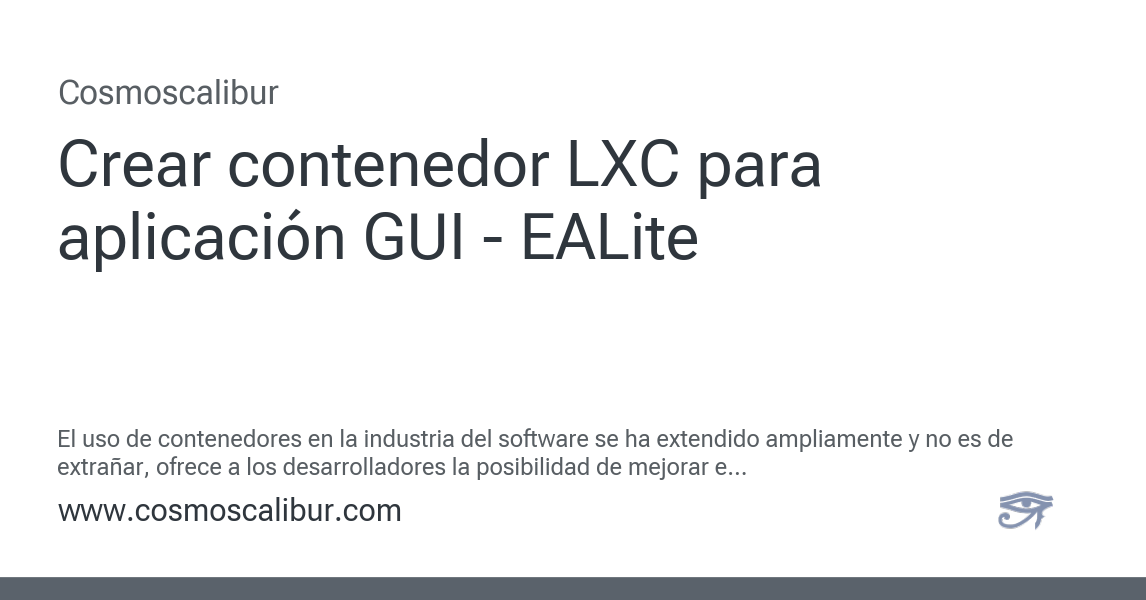 Cosmoscalibur
Crear contenedor LXC para
aplicación GUI - EALite
El uso de contenedores en la industria del software se ha extendido ampliamente y no es de
extrañar, ofrece a los desarrolladores la posibilidad de mejorar e...
www.cosmoscalibur.com